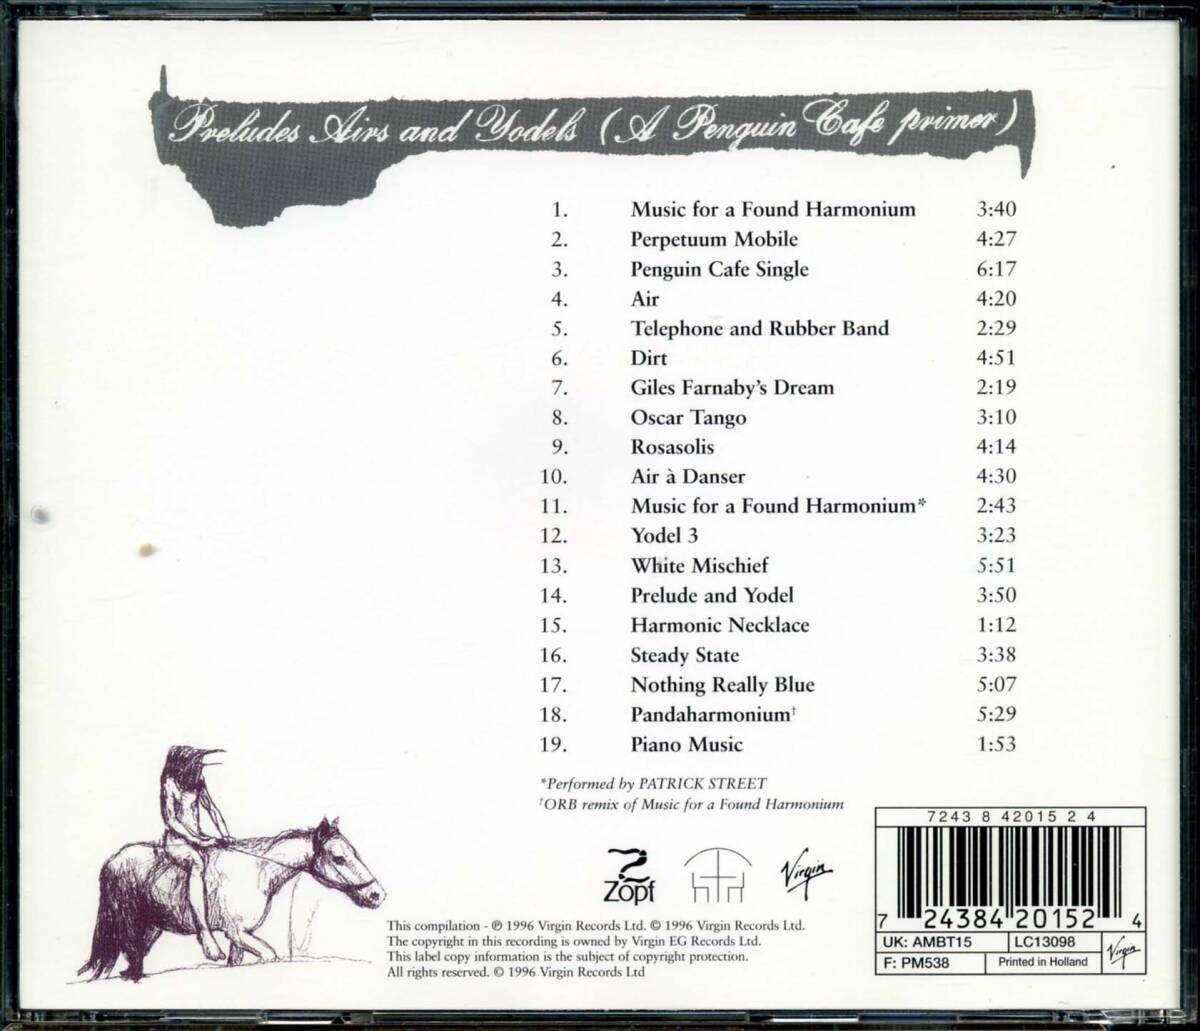 Preludes Airs and Yodels (A Penguin Cafe primer)
1. Music for a Found Harmonium 3:40
2. Perpetuum Mobile 4:27
3. Penguin Cafe Single 6:17
4. Air 4:20
5. Telephone and Rubber Band 2:29
6. Dirt 4:51
7. Giles Farnaby's Dream 2:19
8. Oscar Tango 3:10
9. Rosasolis 4:14
10. Air à Danser 4:30
11. Music for a Found Harmonium* 2:43
12. Yodel 3 3:23
13. White Mischief 5:51
14. Prelude and Yodel 3:50
15. Harmonic Necklace 1:12
16. Steady State 3:38
17. Nothing Really Blue 5:07
18. Pandaharmonium† 5:29
19. Piano Music 1:53
*Performed by PATRICK STREET
†ORB remix of Music for a Found Harmonium
Zopf
Virgin
This compilation - ℗ 1996 Virgin Records Ltd. © 1996 Virgin Records Ltd.
The copyright in this recording is owned by Virgin EG Records Ltd.
This label copy information is the subject of copyright protection.
All rights reserved. © 1996 Virgin Records Ltd
72438 42015 2 4
7 24384 20152 4
UK: AMBT15 LC13098
F: PM538 Printed in Holland
Virgin